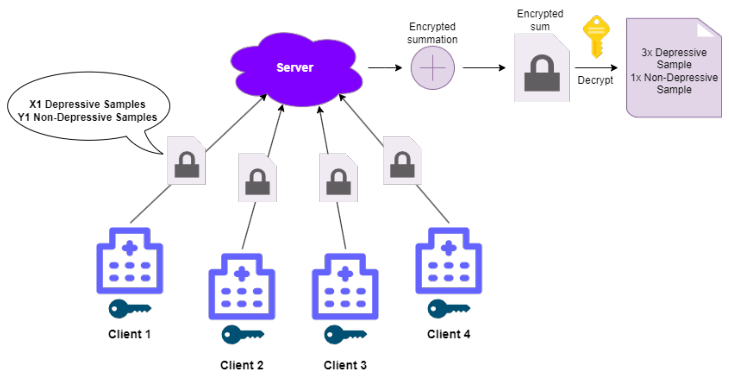 Encrypted
summation
Encrypted
sum
Server
Decrypt
3x Depressive
Sample
1x Non-Depressive
Sample
X1 Depressive Samples
Y1 Non-Depressive Samples
Client 1
Client 2
Client 3
Client 4